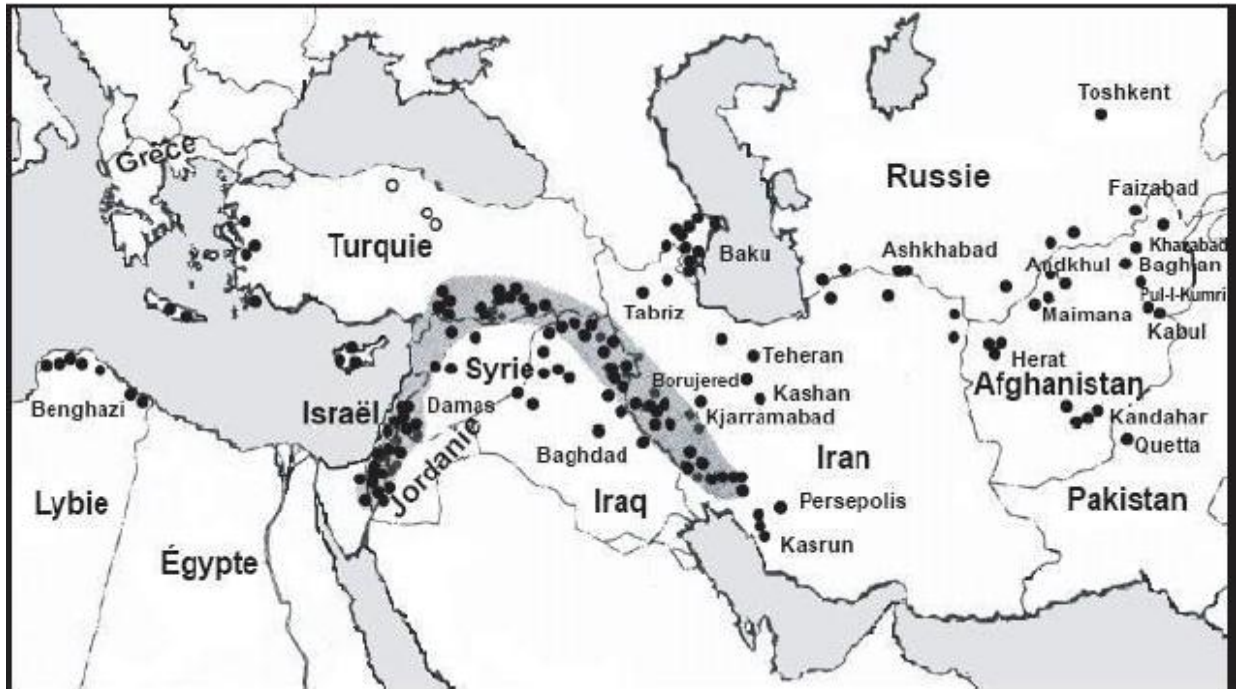 Toshkent
Grèce
Russie
Faizabad
Turquie
Baku
Ashkhabad
Khazabad
Andkhul
Baghlan
Tabriz
Pul-I-Kumri
Maimana
Kabul
Teheran
Herat
Syrie
Borujered
Kashan
Afghanistan
Benghazi
Israël
Damas
Kjarramabad
Kandahar
Quetta
Baghdad
Iran
Jordanie
Lybie
Iraq
Persepolis
Pakistan
Kasrun
Égypte